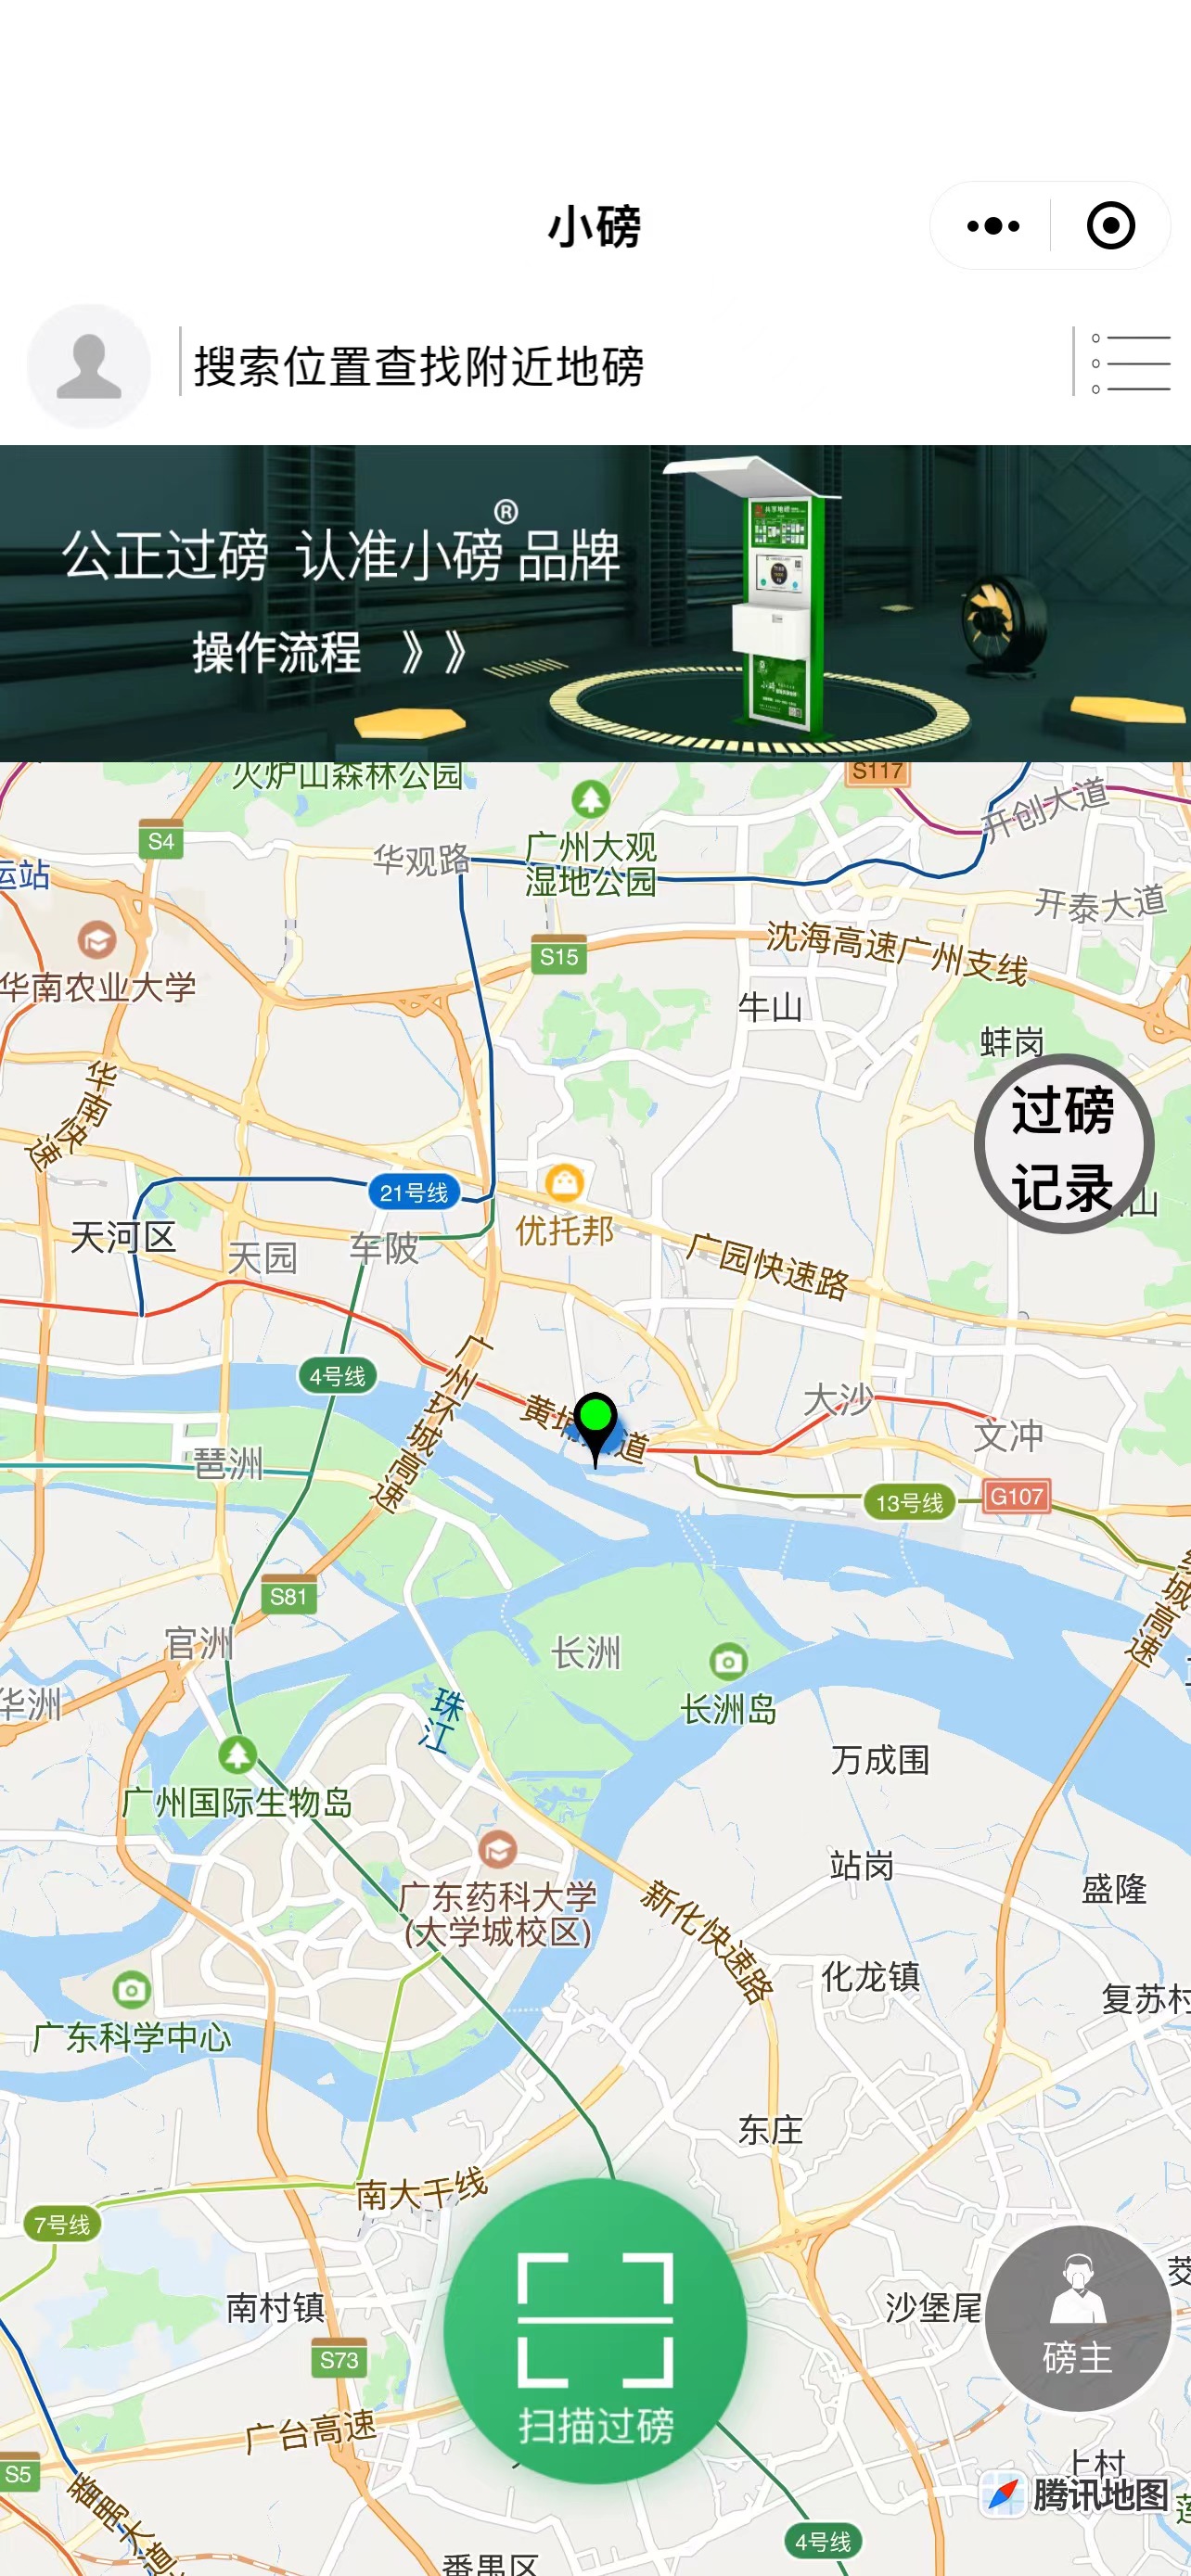 小磅
搜索位置查找附近地磅
公正过磅 认准小磅®品牌
操作流程 》》
火炉山森林公园
S117
开创大道
S4
华观路
广州大观
湿地公园
运站
开泰大道
S15
沈海高速广州支线
华南农业大学
牛山
蚌岗
华南快速
过磅
记录
山
21号线
优托邦
天河区
天园
车陂
广园快速路
4号线
广州环城高速
大沙
黄埔
道
文冲
琶洲
13号线
G107
城高速
S81
官洲
长洲
华洲
珠江
长洲岛
万成围
广州国际生物岛
站岗
盛隆
广东药科大学
(大学城校区)
新化快速路
化龙镇
复苏村
广东科学中心
东庄
南大干线
7号线
南村镇
沙堡尾
S73
磅主
扫描过磅
广台高速
S5
番禺大道
上村
腾讯地图
4号线
番禺区